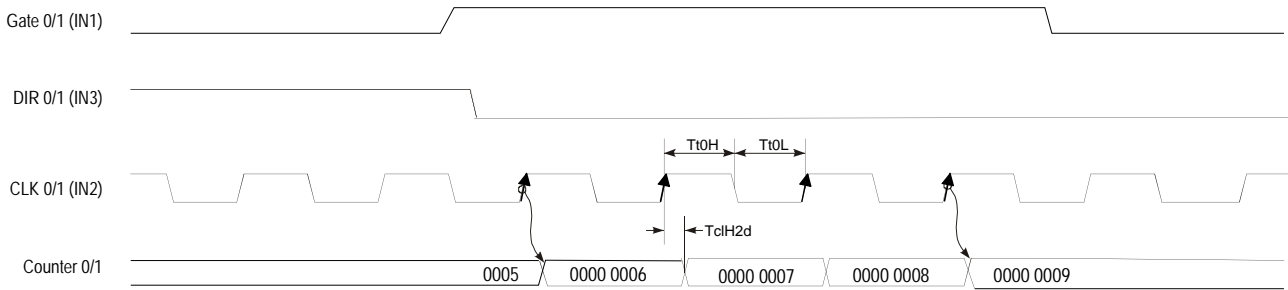 Gate 0/1 (IN1)
DIR 0/1 (IN3)
Tt0H Tt0L
CLK 0/1 (IN2)
TclH2d
Counter 0/1 0005 0000 0006 0000 0007 0000 0008 0000 0009